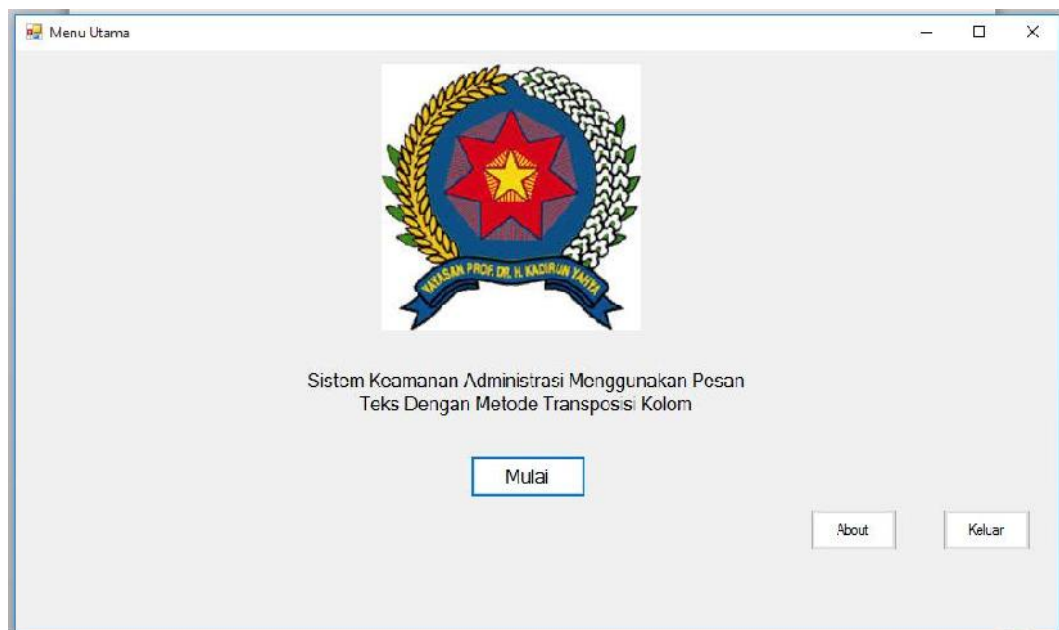 Menu Utama
YAYASAN PROF. DR. H. KADIRUN YAHYA
Sistem Keamanan Administrasi Menggunakan Pesan
Teks Dengan Metode Transposisi Kolom
Mulai
About
Keluar